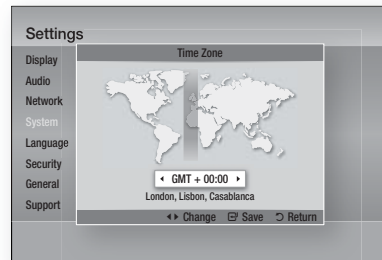 Settings
Display
Audio
Network
System
Language
Security
General
Support
Time Zone
GMT + 00:00
London, Lisbon, Casablanca
Change Save Return